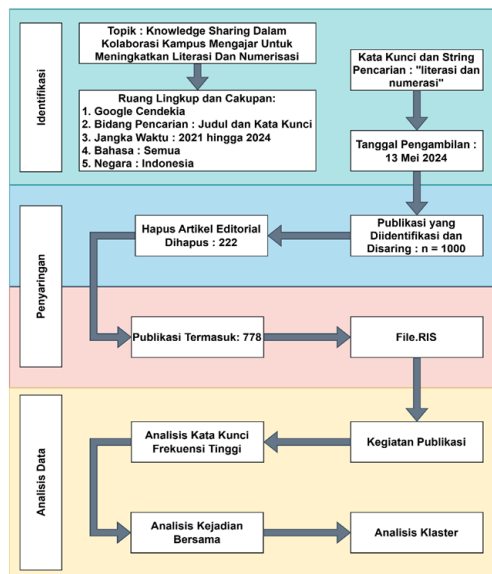 Identifikasi
Topik : Knowledge Sharing Dalam
Kolaborasi Kampus Mengajar Untuk
Meningkatkan Literasi Dan Numerisasi
Ruang Lingkup dan Cakupan:
1. Google Cendekia
2. Bidang Pencarian : Judul dan Kata Kunci
3. Jangka Waktu : 2021 hingga 2024
4. Bahasa : Semua
5. Negara : Indonesia
Kata Kunci dan String
Pencarian : "literasi dan
numerasi"
Tanggal Pengambilan :
13 Mei 2024
Penyaringan
Hapus Artikel Editorial
Dihapus : 222
Publikasi yang
Diidentifikasi dan
Disaring : n = 1000
Publikasi Termasuk: 778
File.RIS
Analisis Data
Analisis Kata Kunci
Frekuensi Tinggi
Kegiatan Publikasi
Analisis Kejadian
Bersama
Analisis Klaster